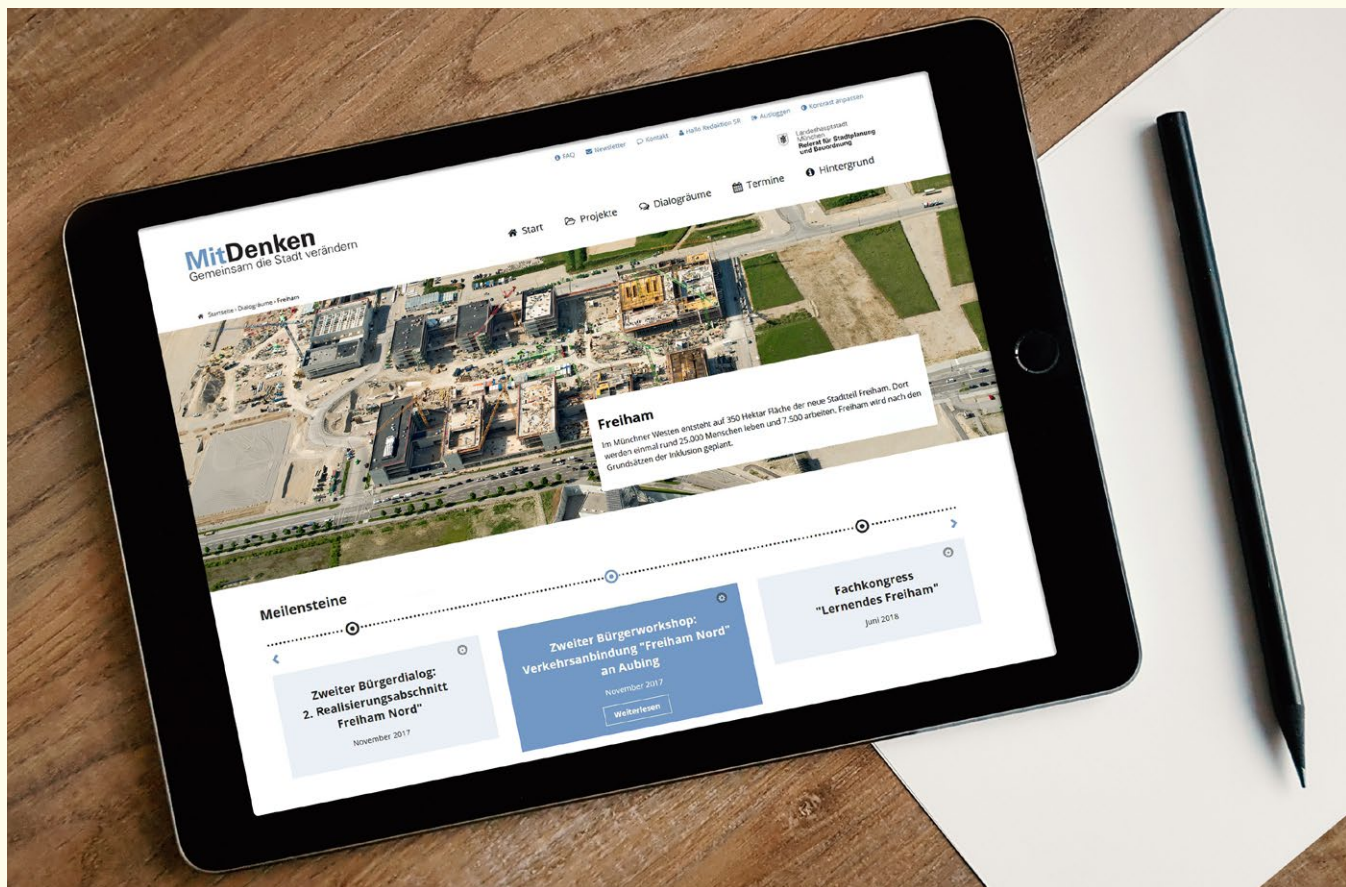 FAQ Newsletter Kontakt Hallo Redaktion SR Ausloggen Kontrast anpassen
Landeshauptstadt
München
Referat für Stadtplanung
und Bauordnung
MitDenken
Gemeinsam die Stadt verändern
Start Projekte Dialogräume Termine Hintergrund
Startseite › Dialogräume › Freiham
Freiham
Im Münchner Westen entsteht auf 350 Hektar Fläche der neue Stadtteil Freiham. Dort
werden einmal rund 25.000 Menschen leben und 7.500 arbeiten. Freiham wird nach den
Grundsätzen der Inklusion geplant.
Meilensteine
Zweiter Bürgerdialog:
2. Realisierungsabschnitt
Freiham Nord"
November 2017
Zweiter Bürgerworkshop:
Verkehrsanbindung "Freiham Nord"
an Aubing
November 2017
Weiterlesen
Fachkongress
"Lernendes Freiham"
Juni 2018